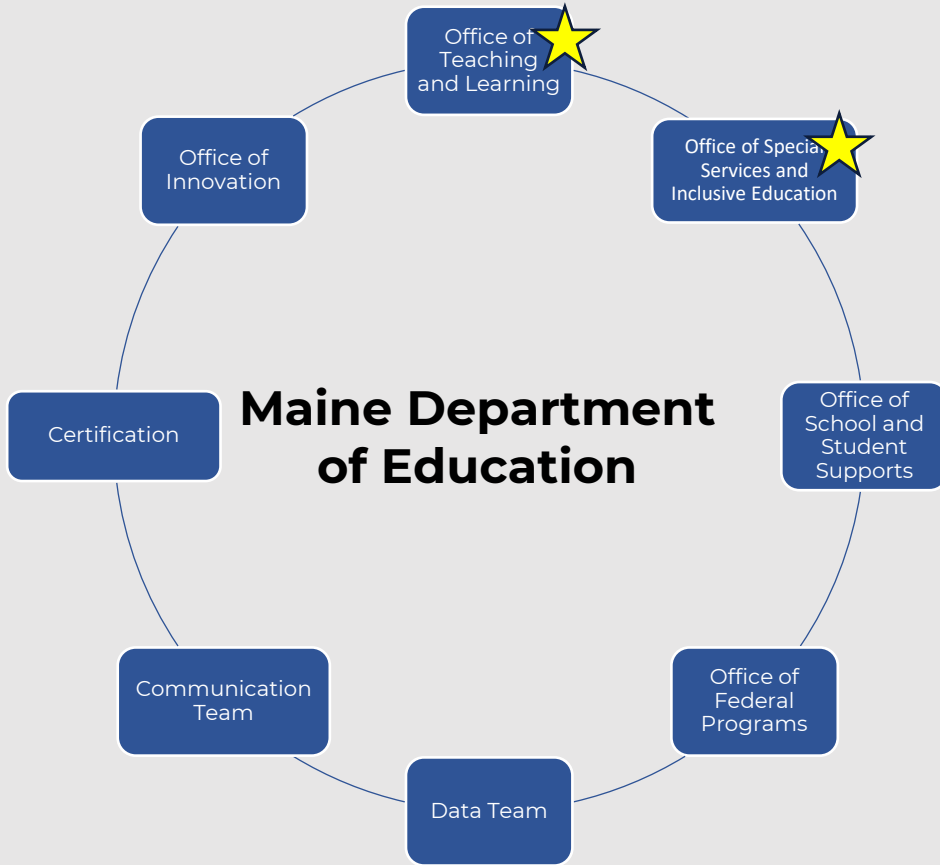 Office of
Teaching
and Learning
Office of Special
Services and
Inclusive Education
Office of
Innovation
Maine Department
of Education
Certification
Office of
School and
Student
Supports
Communication
Team
Office of
Federal
Programs
Data Team